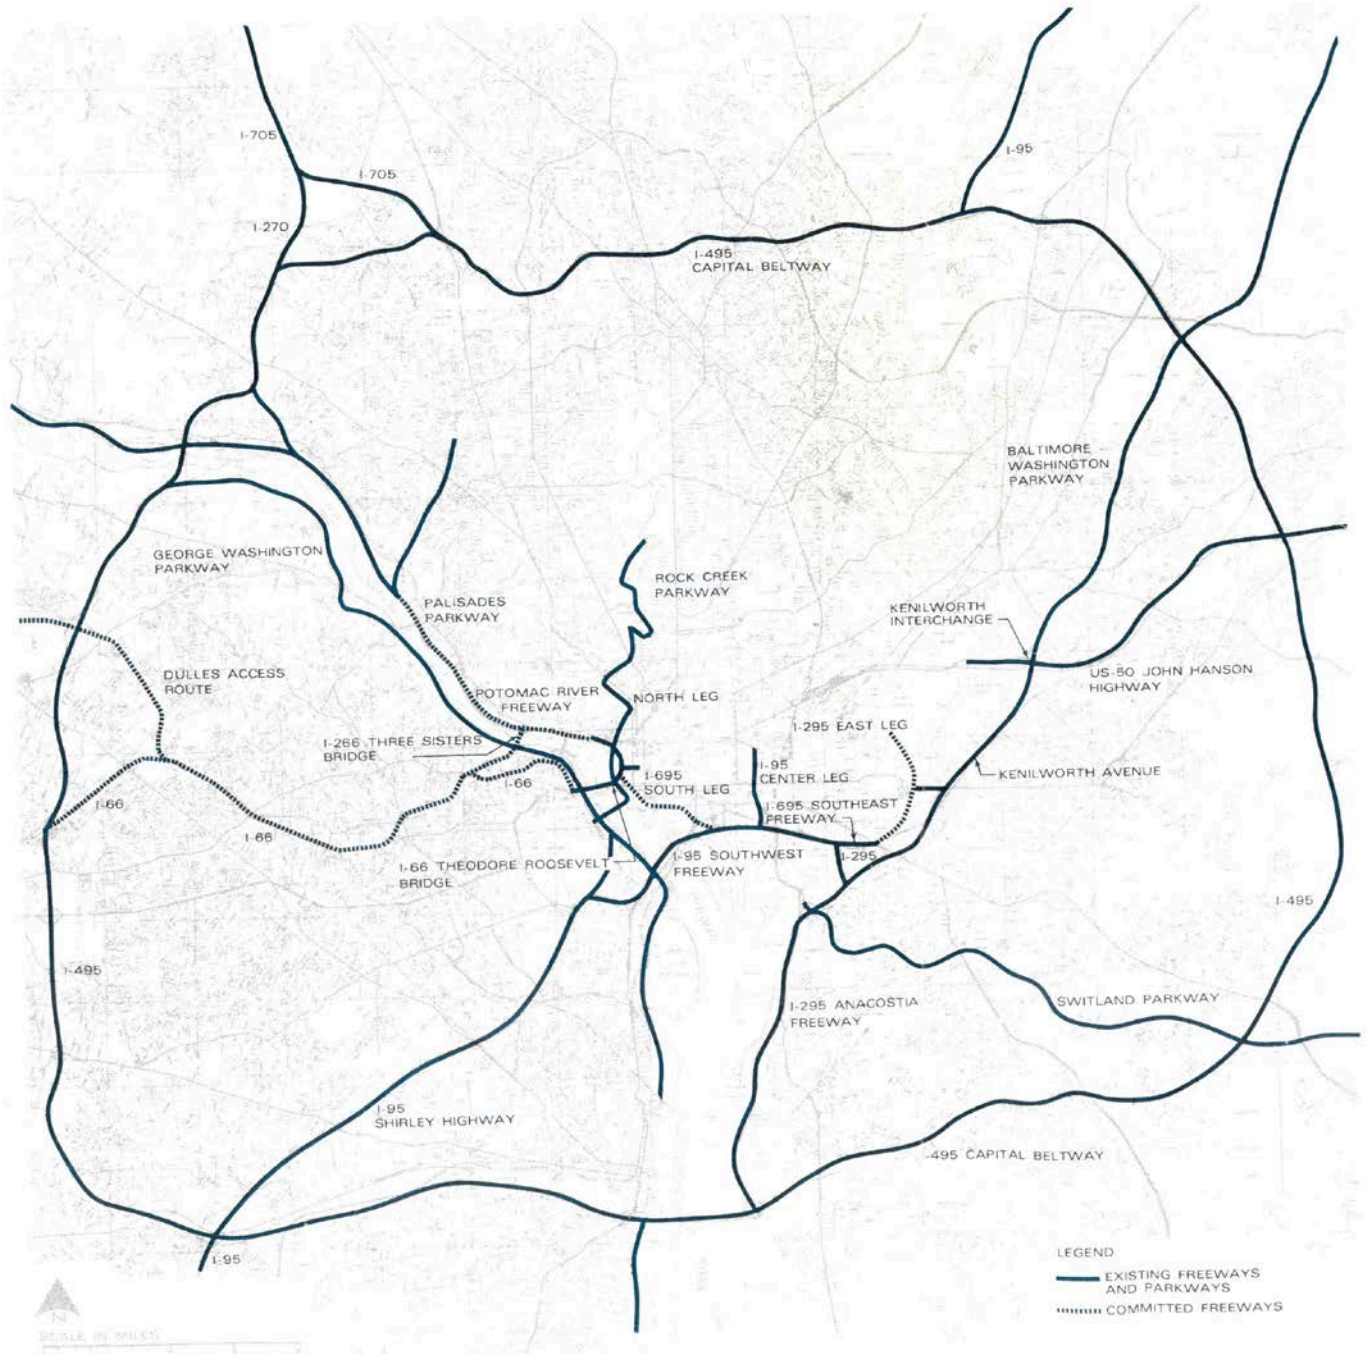 I-705
I-705
I-95
I-270
I-495
CAPITAL BELTWAY
BALTIMORE -
WASHINGTON
PARKWAY
GEORGE WASHINGTON
PARKWAY
PALISADES
PARKWAY
ROCK CREEK
PARKWAY
KENILWORTH
INTERCHANGE
DULLES ACCESS
ROUTE
US-50 JOHN HANSON
HIGHWAY
POTOMAC RIVER
FREEWAY
NORTH LEG
I-295 EAST LEG
I-266 THREE SISTERS
BRIDGE
I-66
I-695
SOUTH LEG
I-95
CENTER LEG
KENILWORTH AVENUE
I-66
I-66
I-695 SOUTHEAST
FREEWAY
I-66 THEODORE ROOSEVELT
BRIDGE
I-95 SOUTHWEST
FREEWAY
I-295
I-495
I-495
I-295 ANACOSTIA
FREEWAY
SWITLAND PARKWAY
I-95
SHIRLEY HIGHWAY
I-495 CAPITAL BELTWAY
I-95
LEGEND
EXISTING FREEWAYS
AND PARKWAYS
COMMITTED FREEWAYS
N
SCALE IN MILES